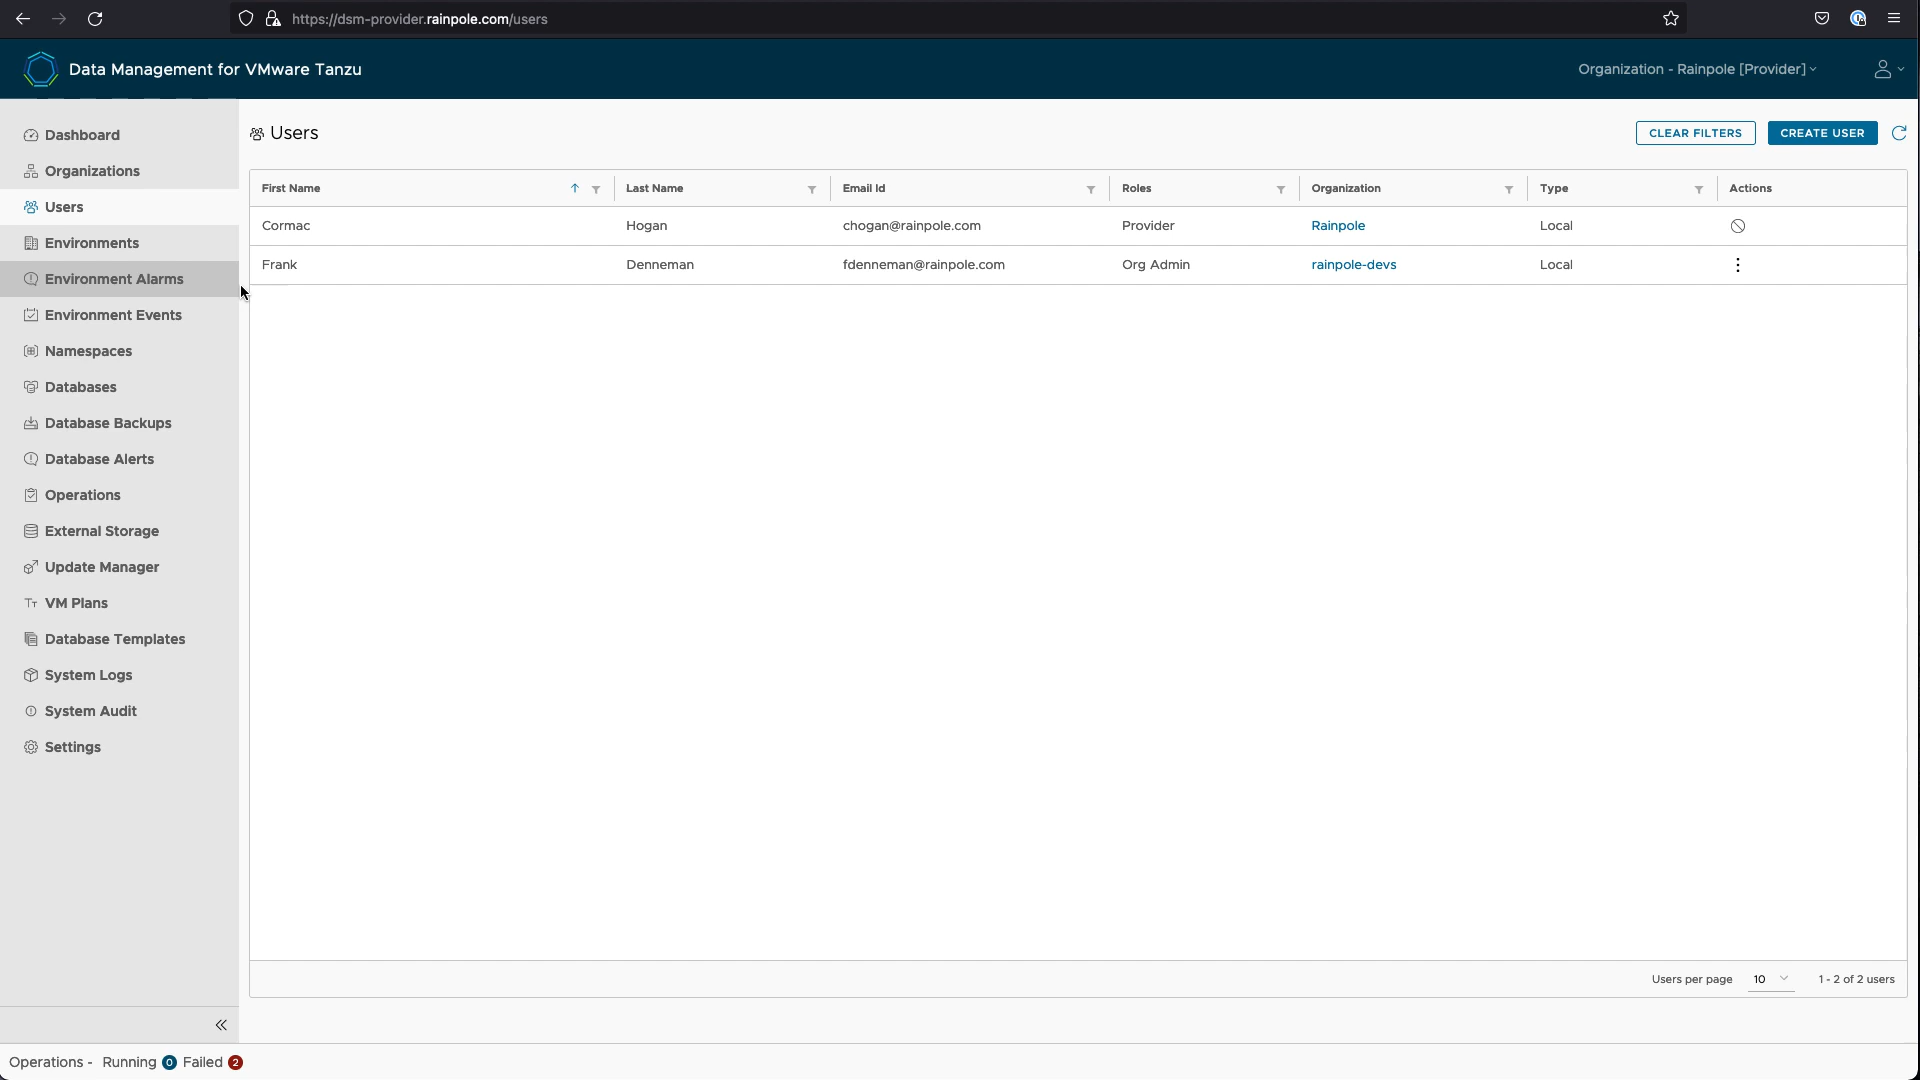 https://dsm-provider.rainpole.com/users
Data Management for VMware Tanzu
Organization - Rainpole [Provider]
Dashboard
Organizations
Users
Environments
Environment Alarms
Environment Events
Namespaces
Databases
Database Backups
Database Alerts
Operations
External Storage
Update Manager
VM Plans
Database Templates
System Logs
System Audit
Settings
Users
CLEAR FILTERS
CREATE USER
First Name Last Name Email Id Roles Organization Type Actions
Cormac Hogan chogan@rainpole.com Provider Rainpole Local
Frank Denneman fdenneman@rainpole.com Org Admin rainpole-devs Local
Users per page 10 1 - 2 of 2 users
Operations - Running 0 Failed 2